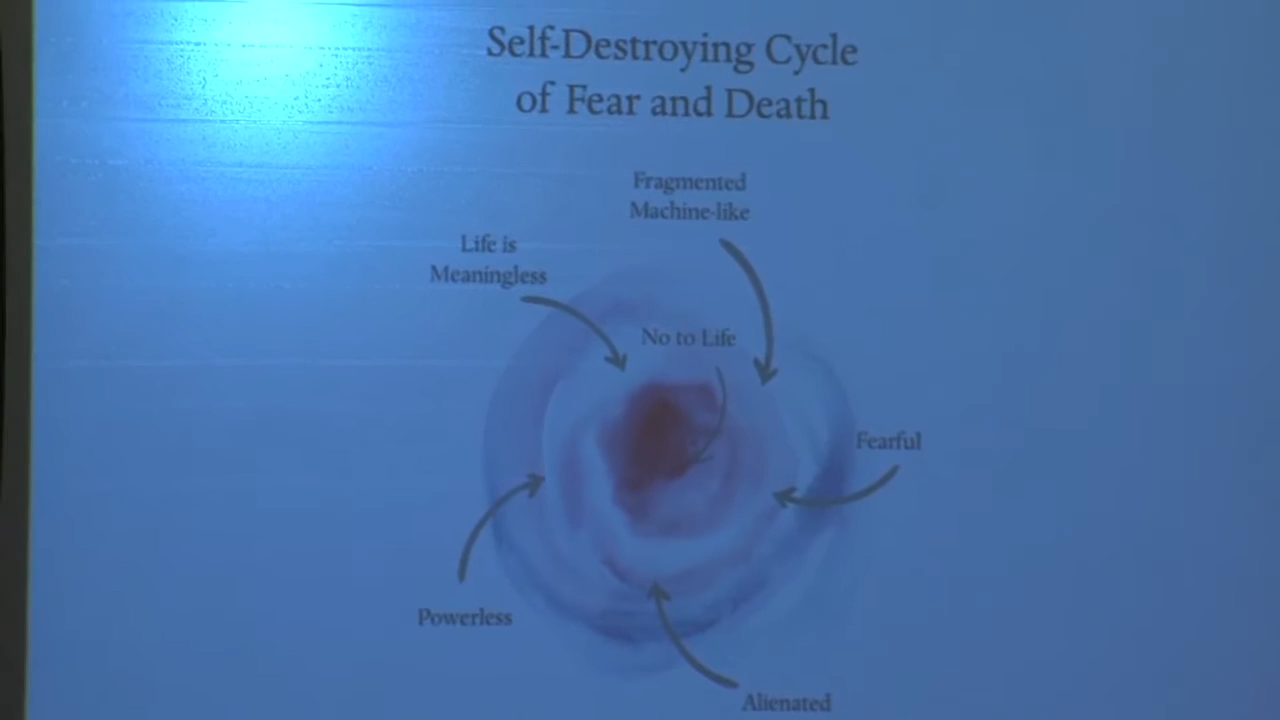 Self-Destroying Cycle
of Fear and Death
Fragmented
Machine-like
Life is
Meaningless
No to Life
Fearful
Powerless
Alienated